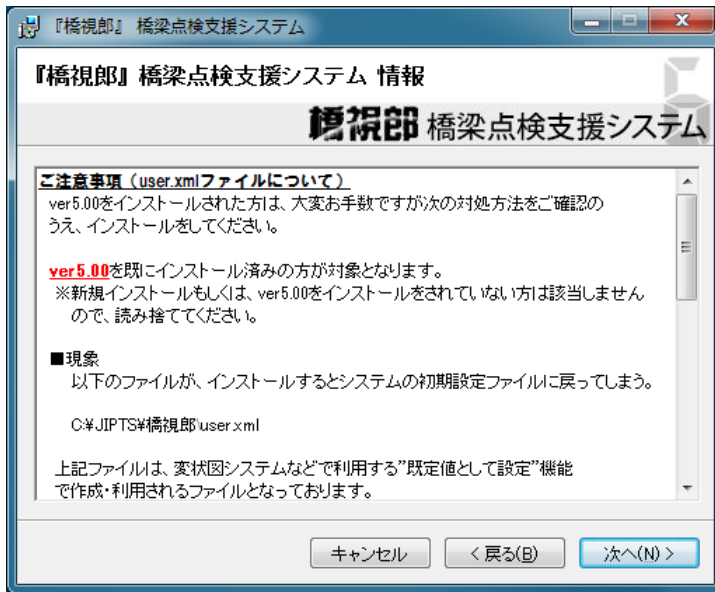 『橋視郎』 橋梁点検支援システム
『橋視郎』橋梁点検支援システム 情報
橋視郎 橋梁点検支援システム
ご注意事項（user.xmlファイルについて）
ver5.00をインストールされた方は、大変お手数ですが次の対処方法をご確認の
うえ、インストールをしてください。
ver5.00を既にインストール済みの方が対象となります。
※新規インストールもしくは、ver5.00をインストールをされていない方は該当しません
ので、読み捨ててください。
■現象
以下のファイルが、インストールするとシステムの初期設定ファイルに戻ってしまう。
C:¥JIPTS¥橋視郎\user.xml
上記ファイルは、変状図システムなどで利用する”既定値として設定”機能
で作成・利用されるファイルとなっております。
キャンセル
< 戻る(B)
次へ(N) >